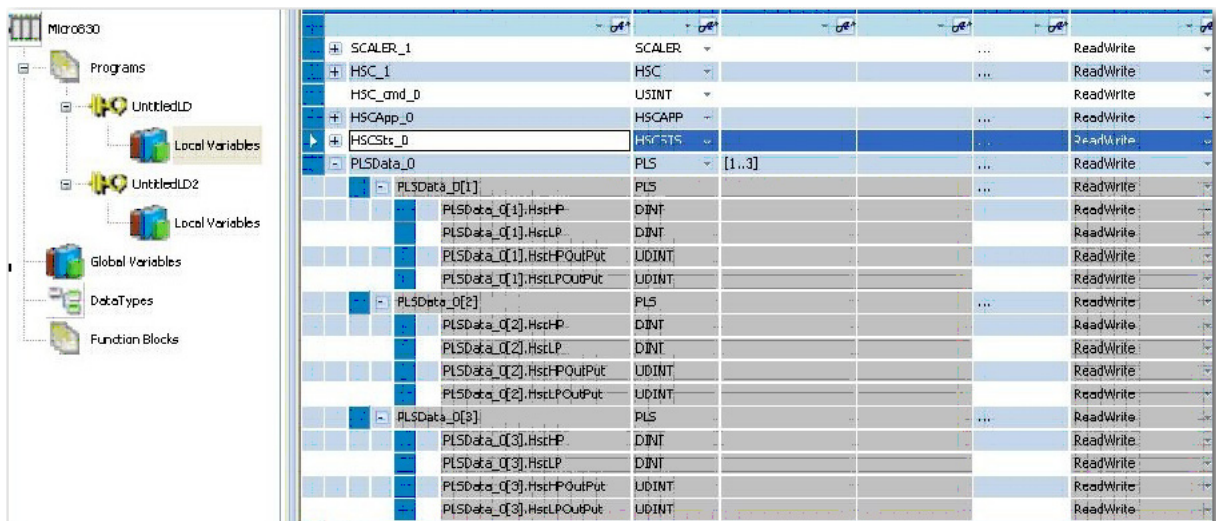 Micro830
Programs
UntitledLD
Local Variables
UntitledLD2
Local Variables
Global Variables
DataTypes
Function Blocks
SCALER_1 SCALER ... ReadWrite
HSC_1 HSC ... ReadWrite
HSC_cmd_0 USINT ReadWrite
HSCApp_0 HSCAPP ... ReadWrite
HSCSts_0 HSCSTS ... ReadWrite
PLSData_0 PLS [1..3] ... ReadWrite
PLSData_0[1] PLS ... ReadWrite
PLSData_0[1].HscHP DINT ReadWrite
PLSData_0[1].HscLP DINT ReadWrite
PLSData_0[1].HscHPOutPut UDINT ReadWrite
PLSData_0[1].HscLPOutPut UDINT ReadWrite
PLSData_0[2] PLS ... ReadWrite
PLSData_0[2].HscHP DINT ReadWrite
PLSData_0[2].HscLP DINT ReadWrite
PLSData_0[2].HscHPOutPut UDINT ReadWrite
PLSData_0[2].HscLPOutPut UDINT ReadWrite
PLSData_0[3] PLS ... ReadWrite
PLSData_0[3].HscHP DINT ReadWrite
PLSData_0[3].HscLP DINT ReadWrite
PLSData_0[3].HscHPOutPut UDINT ReadWrite
PLSData_0[3].HscLPOutPut UDINT ReadWrite